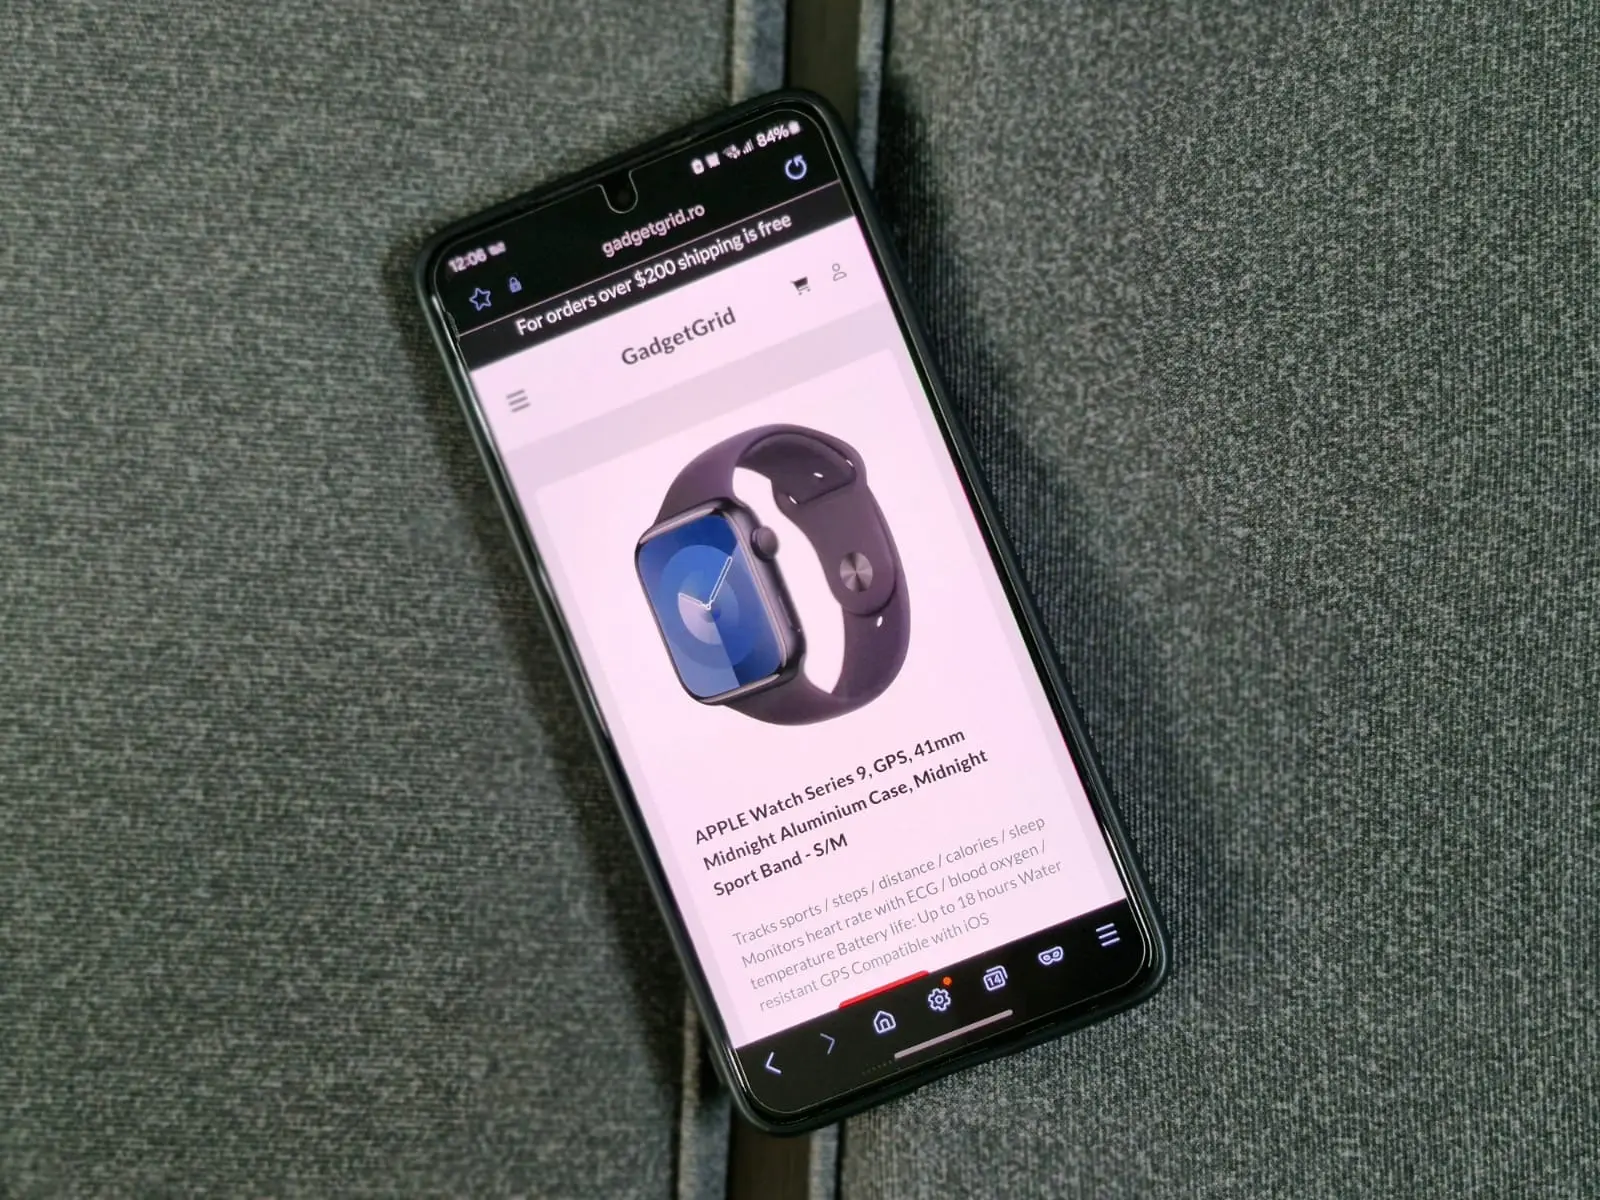 12:06
84%
gadgetgrid.ro
For orders over $200 shipping is free
GadgetGrid
APPLE Watch Series 9, GPS, 41mm
Midnight Aluminium Case, Midnight
Sport Band - S/M
Tracks sports / steps / distance / calories / sleep
Monitors heart rate with ECG / blood oxygen /
temperature Battery life: Up to 18 hours Water
resistant GPS Compatible with iOS
14